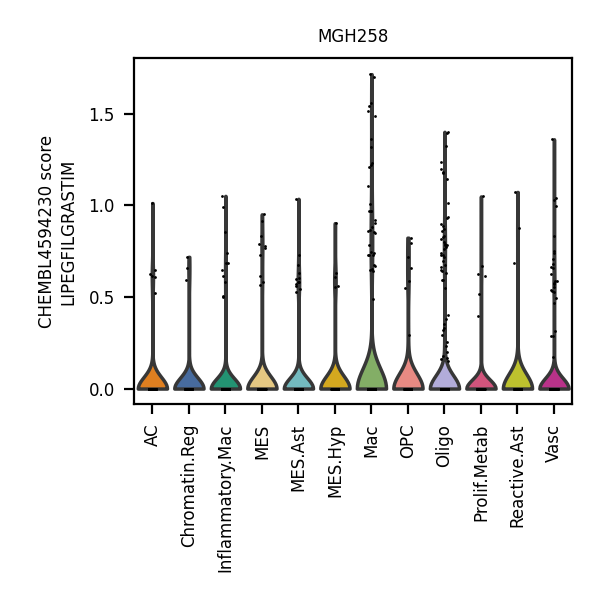 MGH258
CHEMBL4594230 score
LIPEGFILGRASTIM
1.5
1.0
0.5
0.0
AC
Chromatin.Reg
Inflammatory.Mac
MES
MES.Ast
MES.Hyp
Mac
OPC
Oligo
Prolif.Metab
Reactive.Ast
Vasc